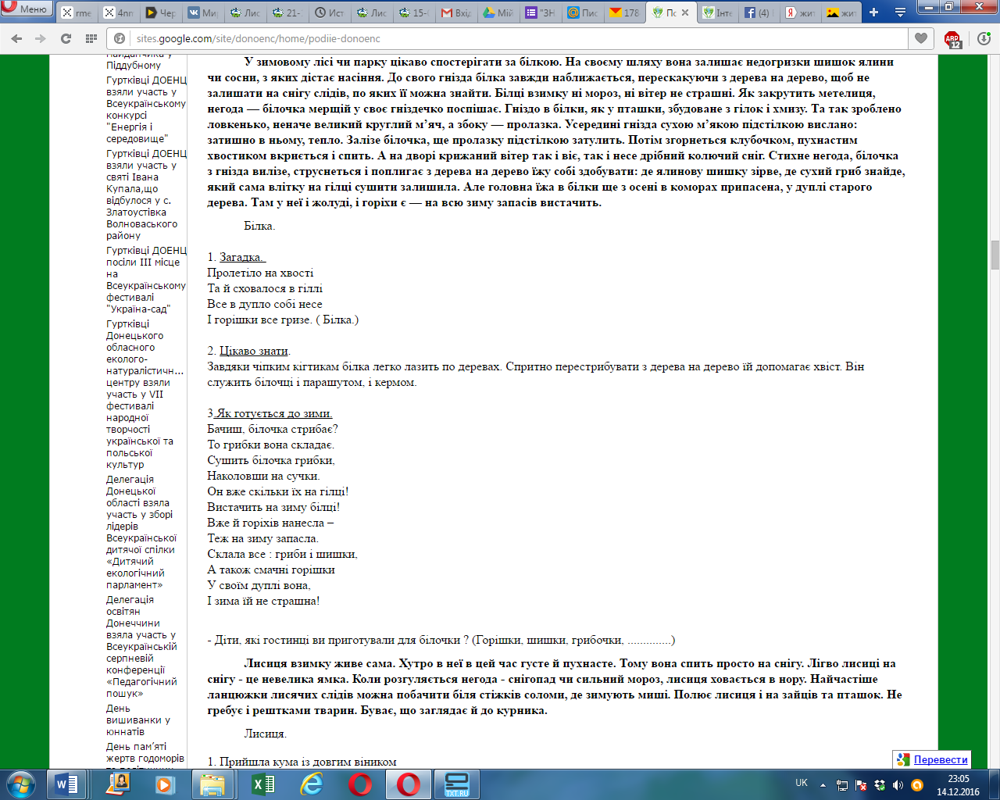 Меню
rme
4nn
Чер
Ми
Лис
21-
Ист
Лис
15-
Вхід
Мій
"ЗН
Пис
178
По
Інте
(4)
жит
жит
sites.google.com/site/donoenc/home/podiie-donoenc
12
Піддубному
Гуртківці ДОЕНЦ
взяли участь у
Всеукраїнському
конкурсі
"Енергія і
середовище"
Гуртківці ДОЕНЦ
взяли участь у
святі Івана
Купала,що
відбулося у с.
Златоустівка
Волноваського
району
Гуртківці ДОЕНЦ
посіли ІІІ місце
на
Всеукраїнському
фестивалі
"Україна-сад"
Гуртківці
Донецького
обласного
еколого-
натуралістичн...
центру взяли
участь у VII
фестивалі
народної
творчості
української та
польської
культур
Делегація
Донецької
області взяла
участь у зборі
лідерів
Всеукраїнської
дитячої спілки
«Дитячий
екологічний
парламент»
Делегація
освітян
Донеччини
взяла участь у
Всеукраїнській
серпневій
конференції
«Педагогічний
пошук»
День
вишиванки у
юннатів
День пам’яті
жертв годоморів
У зимовому лісі чи парку цікаво спостерігати за білкою. На своєму шляху вона залишає недогризки шишок ялини
чи сосни, з яких дістає насіння. До свого гнізда білка завжди наближається, перескакуючи з дерева на дерево, щоб не
залишати на снігу слідів, по яких її можна знайти. Білці взимку ні мороз, ні вітер не страшні. Як закрутить метелиця,
негода — білочка мерщій у своє гніздечко поспішає. Гніздо в білки, як у пташки, збудоване з гілок і хмизу. Та так зроблено
ловкенько, неначе великий круглий м’яч, а збоку — пролазка. Усередині гнізда сухою м’якою підстілкою вислано:
затишно в ньому, тепло. Залізе білочка, ще пролазку підстілкою затулить. Потім згорнеться клубочком, пухнастим
хвостиком вкриється і спить. А на дворі крижаний вітер так і віє, так і несе дрібний колючий сніг. Стихне негода, білочка
з гнізда вилізе, струснеться і поплигає з дерева на дерево їжу собі здобувати: де ялинову шишку зірве, де сухий гриб знайде,
який сама влітку на гілці сушити залишила. Але головна їжа в білки ще з осені в коморах припасена, у дуплі старого
дерева. Там у неї і жолуді, і горіхи є — на всю зиму запасів вистачить.
Білка.
1. Загадка.
Пролетіло на хвості
Та й сховалося в гіллі
Все в дупло собі несе
І горішки все гризе. ( Білка.)
2. Цікаво знати.
Завдяки чіпким кігтикам білка легко лазить по деревах. Спритно перестрибувати з дерева на дерево їй допомагає хвіст. Він
служить білочці і парашутом, і кермом.
3.Як готується до зими.
Бачиш, білочка стрибає?
То грибки вона складає.
Сушить білочка грибки,
Наколовши на сучки.
Он вже скільки їх на гілці!
Вистачить на зиму білці!
Вже й горіхів нанесла –
Теж на зиму запасла.
Склала все : гриби і шишки,
А також смачні горішки
У своїм дуплі вона,
І зима їй не страшна!
- Діти, які гостинці ви приготували для білочки ? (Горішки, шишки, грибочки, ..............)
Лисиця взимку живе сама. Хутро в неї в цей час густе й пухнасте. Тому вона спить просто на снігу. Лігво лисиці на
снігу - це невелика ямка. Коли розгуляється негода - снігопад чи сильний мороз, лисиця ховається в нору. Найчастіше
ланцюжки лисячих слідів можна побачити біля стіжків соломи, де зимують миші. Полює лисиця і на зайців та пташок. Не
гребує і рештками тварин. Буває, що заглядає й до курника.
Лисиця.
1. Прийшла кума із довгим віником
Перевести
TXT.RU
UK
23:05
14.12.2016